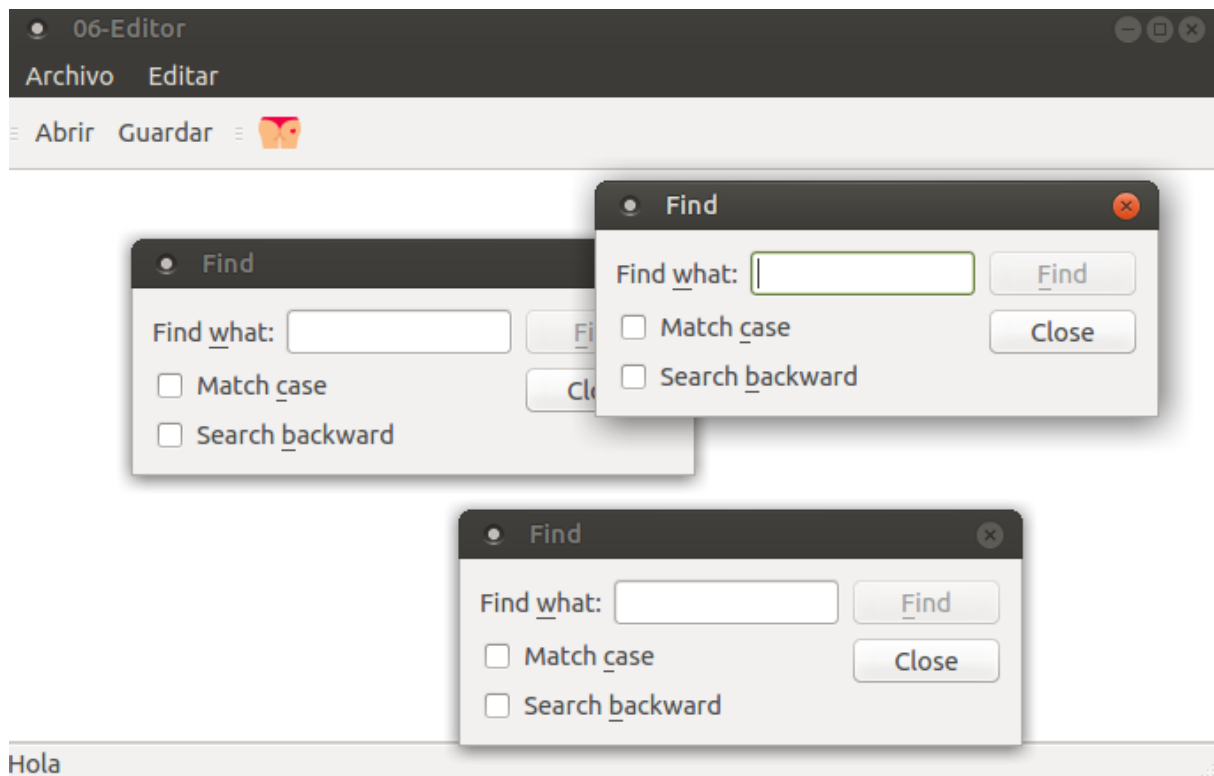 06-Editor
Archivo Editar
Abrir Guardar
Find
Find what: Find
Match case Close
Search backward
Find
Find what:
Match case
Search backward
Find
Find what: Find
Match case Close
Search backward
Hola